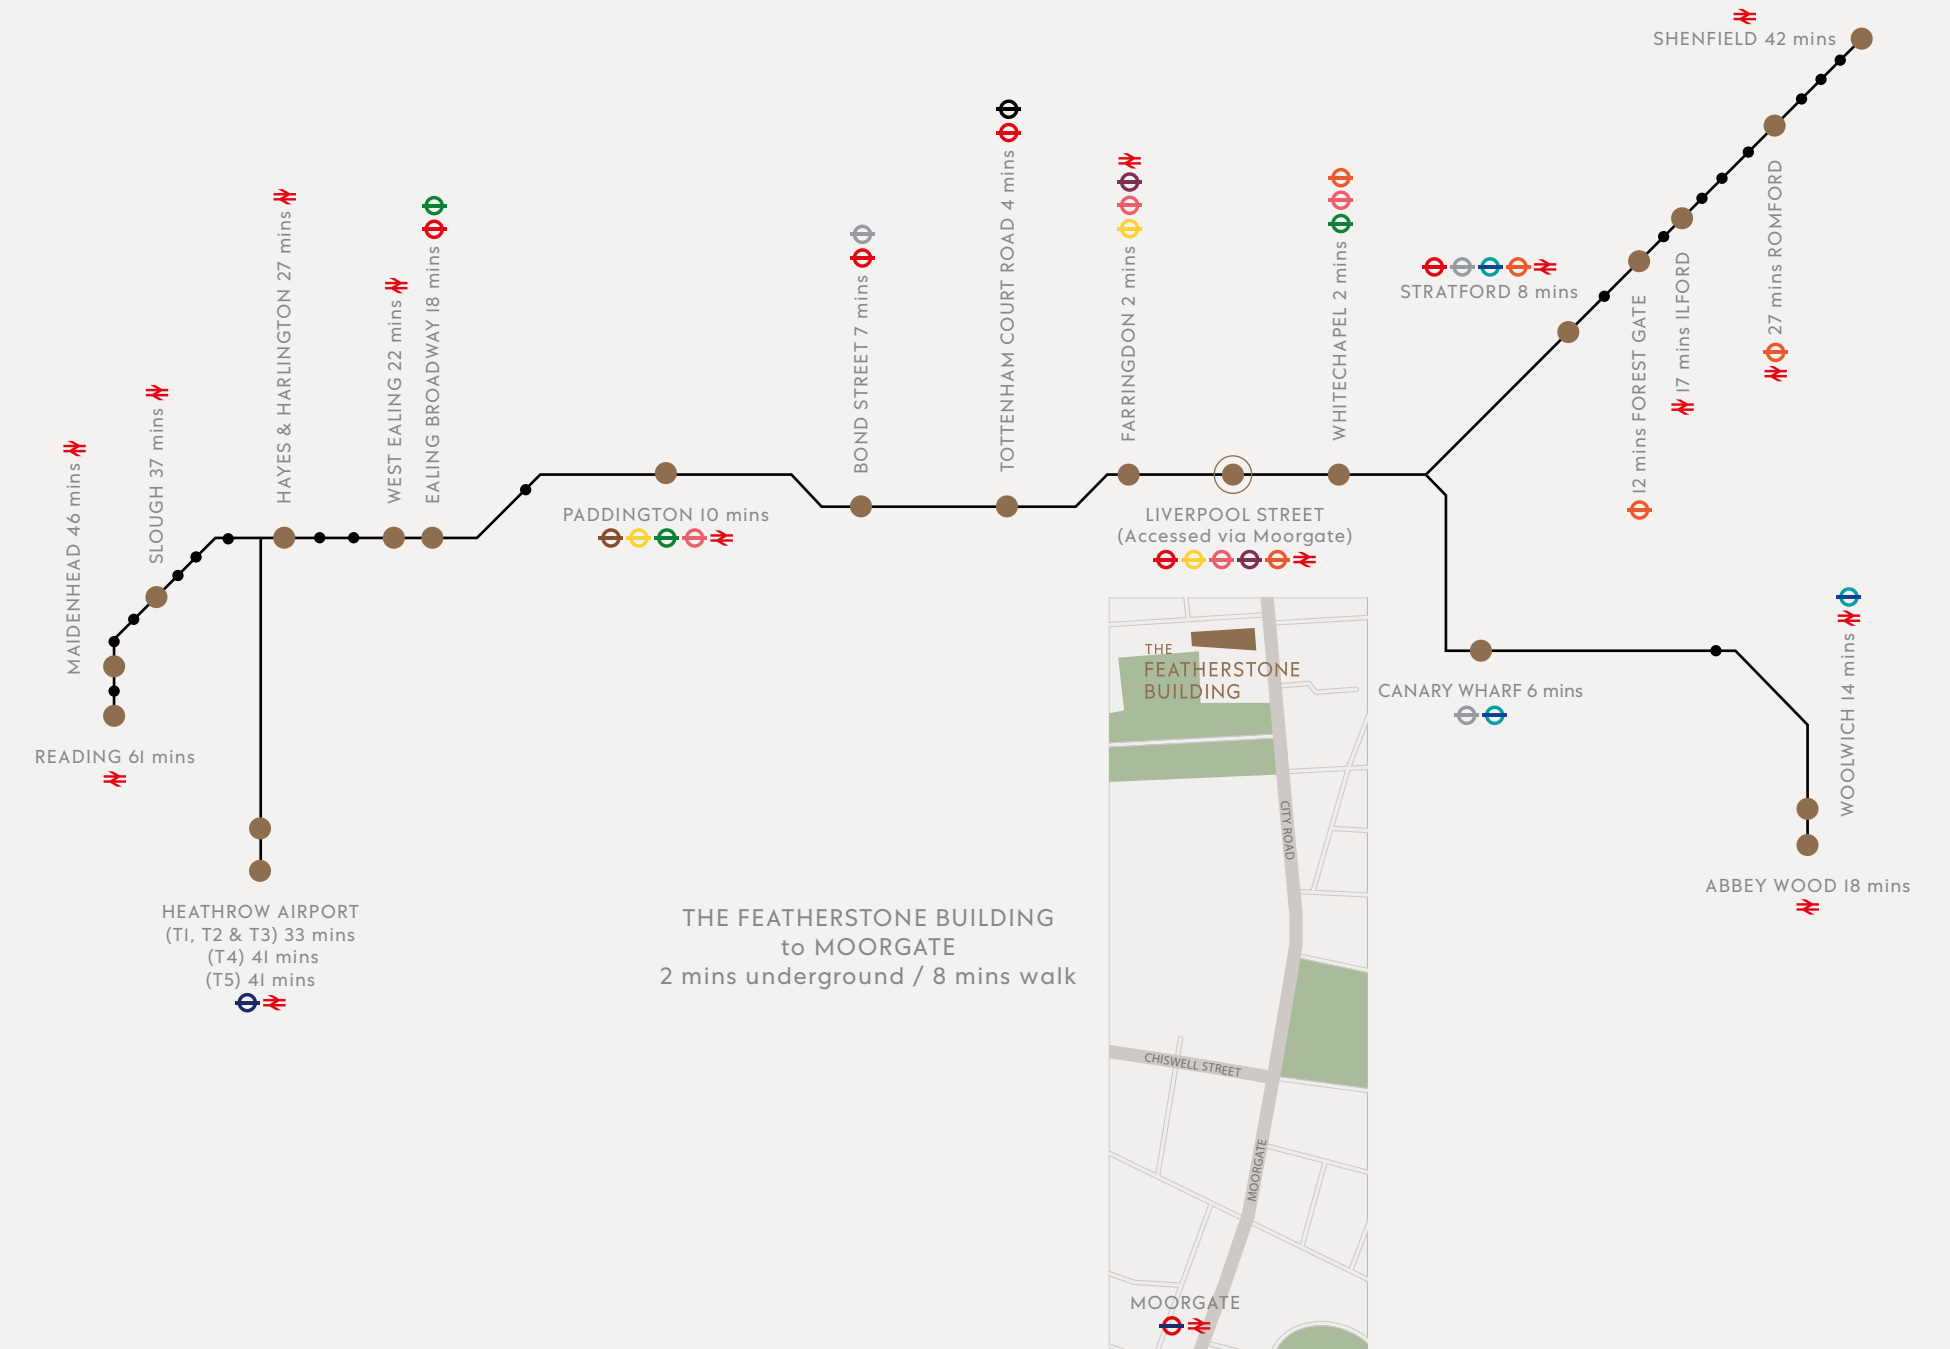 SHENFIELD 42 mins
MAIDENHEAD 46 mins
SLOUGH 37 mins
HAYES & HARLINGTON 27 mins
WEST EALING 22 mins
EALING BROADWAY 18 mins
BOND STREET 7 mins
TOTTENHAM COURT ROAD 4 mins
FARRINGDON 2 mins
WHITECHAPEL 2 mins
STRATFORD 8 mins
12 mins FOREST GATE
17 mins ILFORD
27 mins ROMFORD
PADDINGTON 10 mins
LIVERPOOL STREET
(Accessed via Moorgate)
READING 61 mins
HEATHROW AIRPORT
(T1, T2 & T3) 33 mins
(T4) 41 mins
(T5) 41 mins
CANARY WHARF 6 mins
WOOLWICH 14 mins
ABBEY WOOD 18 mins
THE FEATHERSTONE BUILDING
to MOORGATE
2 mins underground / 8 mins walk
THE
FEATHERSTONE
BUILDING
CITY ROAD
CHISWELL STREET
MOORGATE
MOORGATE